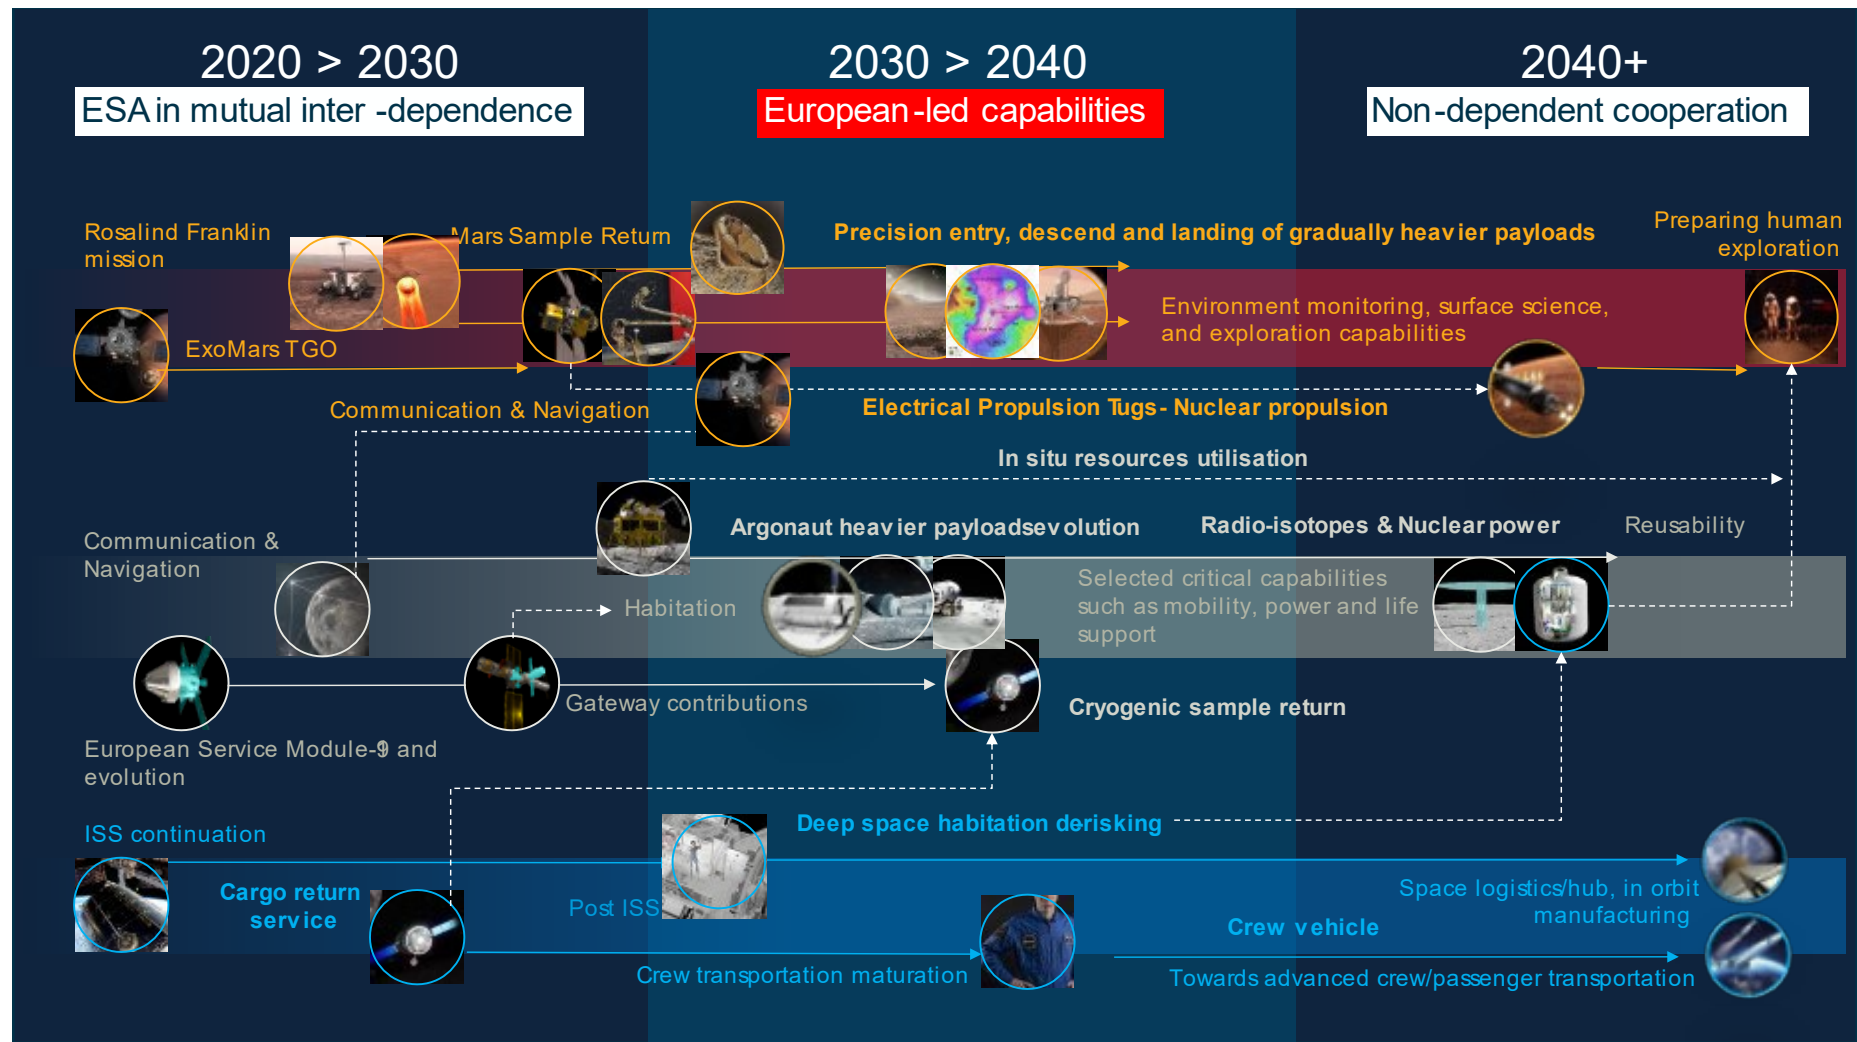 2020 > 2030
ESA in mutual inter -dependence
2030 > 2040
European-led capabilities
2040+
Non-dependent cooperation
Rosalind Franklin
mission
Mars Sample Return
Precision entry, descend and landing of gradually heavier payloads
Preparing human
exploration
ExoMars TGO
Environment monitoring, surface science,
and exploration capabilities
Communication & Navigation
Electrical Propulsion Tugs- Nuclear propulsion
In situ resources utilisation
Communication &
Navigation
Argonaut heavier payloadsevolution
Radio-isotopes & Nuclear power
Reusability
Habitation
Selected critical capabilities
such as mobility, power and life
support
Gateway contributions
Cryogenic sample return
European Service Module-9 and
evolution
ISS continuation
Deep space habitation derisking
Cargo return
service
Post ISS
Space logistics/hub, in orbit
manufacturing
Crew vehicle
Crew transportation maturation
Towards advanced crew/passenger transportation